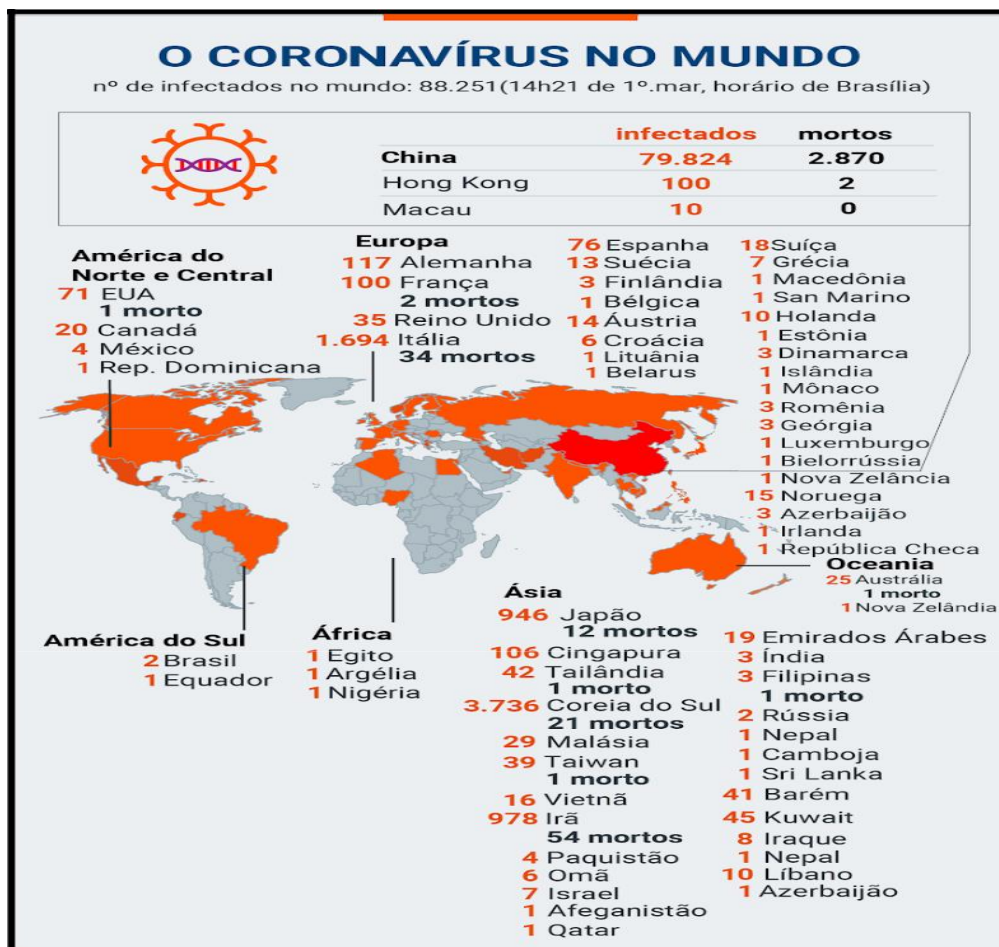 O CORONAVÍRUS NO MUNDO
nº de infectados no mundo: 88.251(14h21 de 1º.mar, horário de Brasília)
infectados mortos
China 79.824 2.870
Hong Kong 100 2
Macau 10 0
América do
Norte e Central
71 EUA
1 morto
20 Canadá
4 México
1 Rep. Dominicana
Europa
117 Alemanha
100 França
2 mortos
35 Reino Unido
1.694 Itália
34 mortos
76 Espanha
13 Suécia
3 Finlândia
1 Bélgica
14 Áustria
6 Croácia
1 Lituânia
1 Belarus
18 Suíça
7 Grécia
1 Macedônia
1 San Marino
10 Holanda
1 Estônia
3 Dinamarca
1 Islândia
1 Mônaco
3 Romênia
3 Geórgia
1 Luxemburgo
1 Bielorrússia
1 Nova Zelância
15 Noruega
3 Azerbaijão
1 Irlanda
1 República Checa
Oceania
25 Austrália
1 morto
1 Nova Zelândia
América do Sul
2 Brasil
1 Equador
África
1 Egito
1 Argélia
1 Nigéria
Ásia
946 Japão
12 mortos
106 Cingapura
42 Tailândia
1 morto
3.736 Coreia do Sul
21 mortos
29 Malásia
39 Taiwan
1 morto
16 Vietnã
978 Irã
54 mortos
4 Paquistão
6 Omã
7 Israel
1 Afeganistão
1 Qatar
19 Emirados Árabes
3 Índia
3 Filipinas
1 morto
2 Rússia
1 Nepal
1 Camboja
1 Sri Lanka
41 Barém
45 Kuwait
8 Iraque
1 Nepal
10 Líbano
1 Azerbaijão